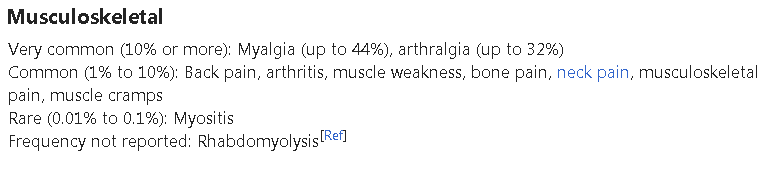 Musculoskeletal
Very common (10% or more): Myalgia (up to 44%), arthralgia (up to 32%)
Common (1% to 10%): Back pain, arthritis, muscle weakness, bone pain, neck pain, musculoskeletal
pain, muscle cramps
Rare (0.01% to 0.1%): Myositis
Frequency not reported: Rhabdomyolysis[Ref]